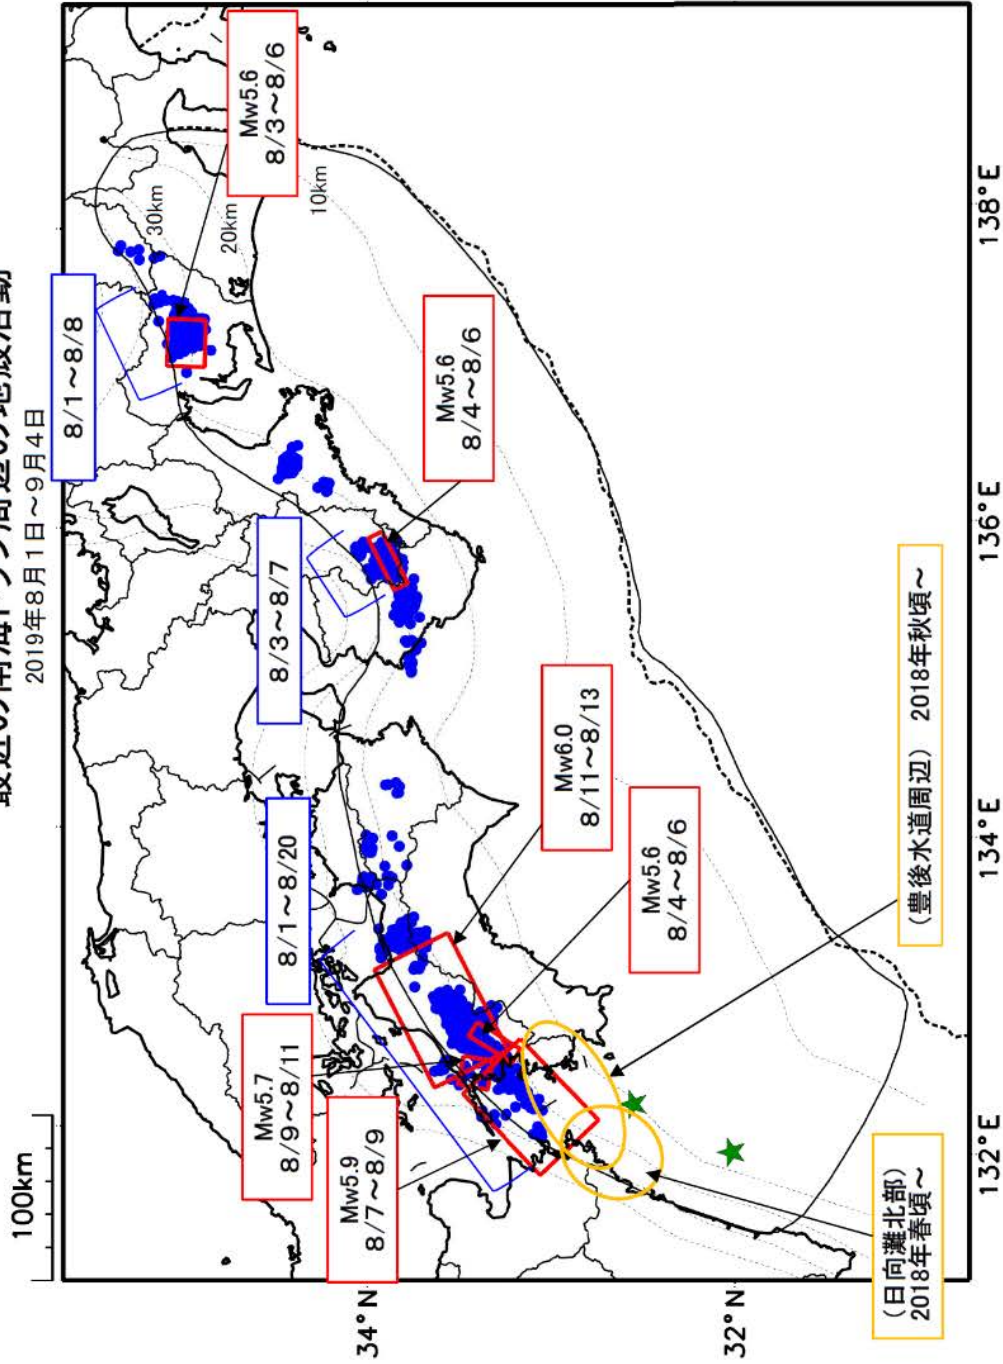 最近の南海トラフ周辺の地殻活動
2019年8月1日～9月4日
100km
8/1～8/8
Mw5.6
8/3～8/6
30km
20km
10km
8/3～8/7
Mw5.6
8/4～8/6
8/1～8/20
Mw5.7
8/9～8/11
Mw5.9
8/7～8/9
Mw6.0
8/11～8/13
Mw5.6
8/4～8/6
（豊後水道周辺） 2018年秋頃～
（日向灘北部）
2018年春頃～
34°N
32°N
132°E
134°E
136°E
138°E